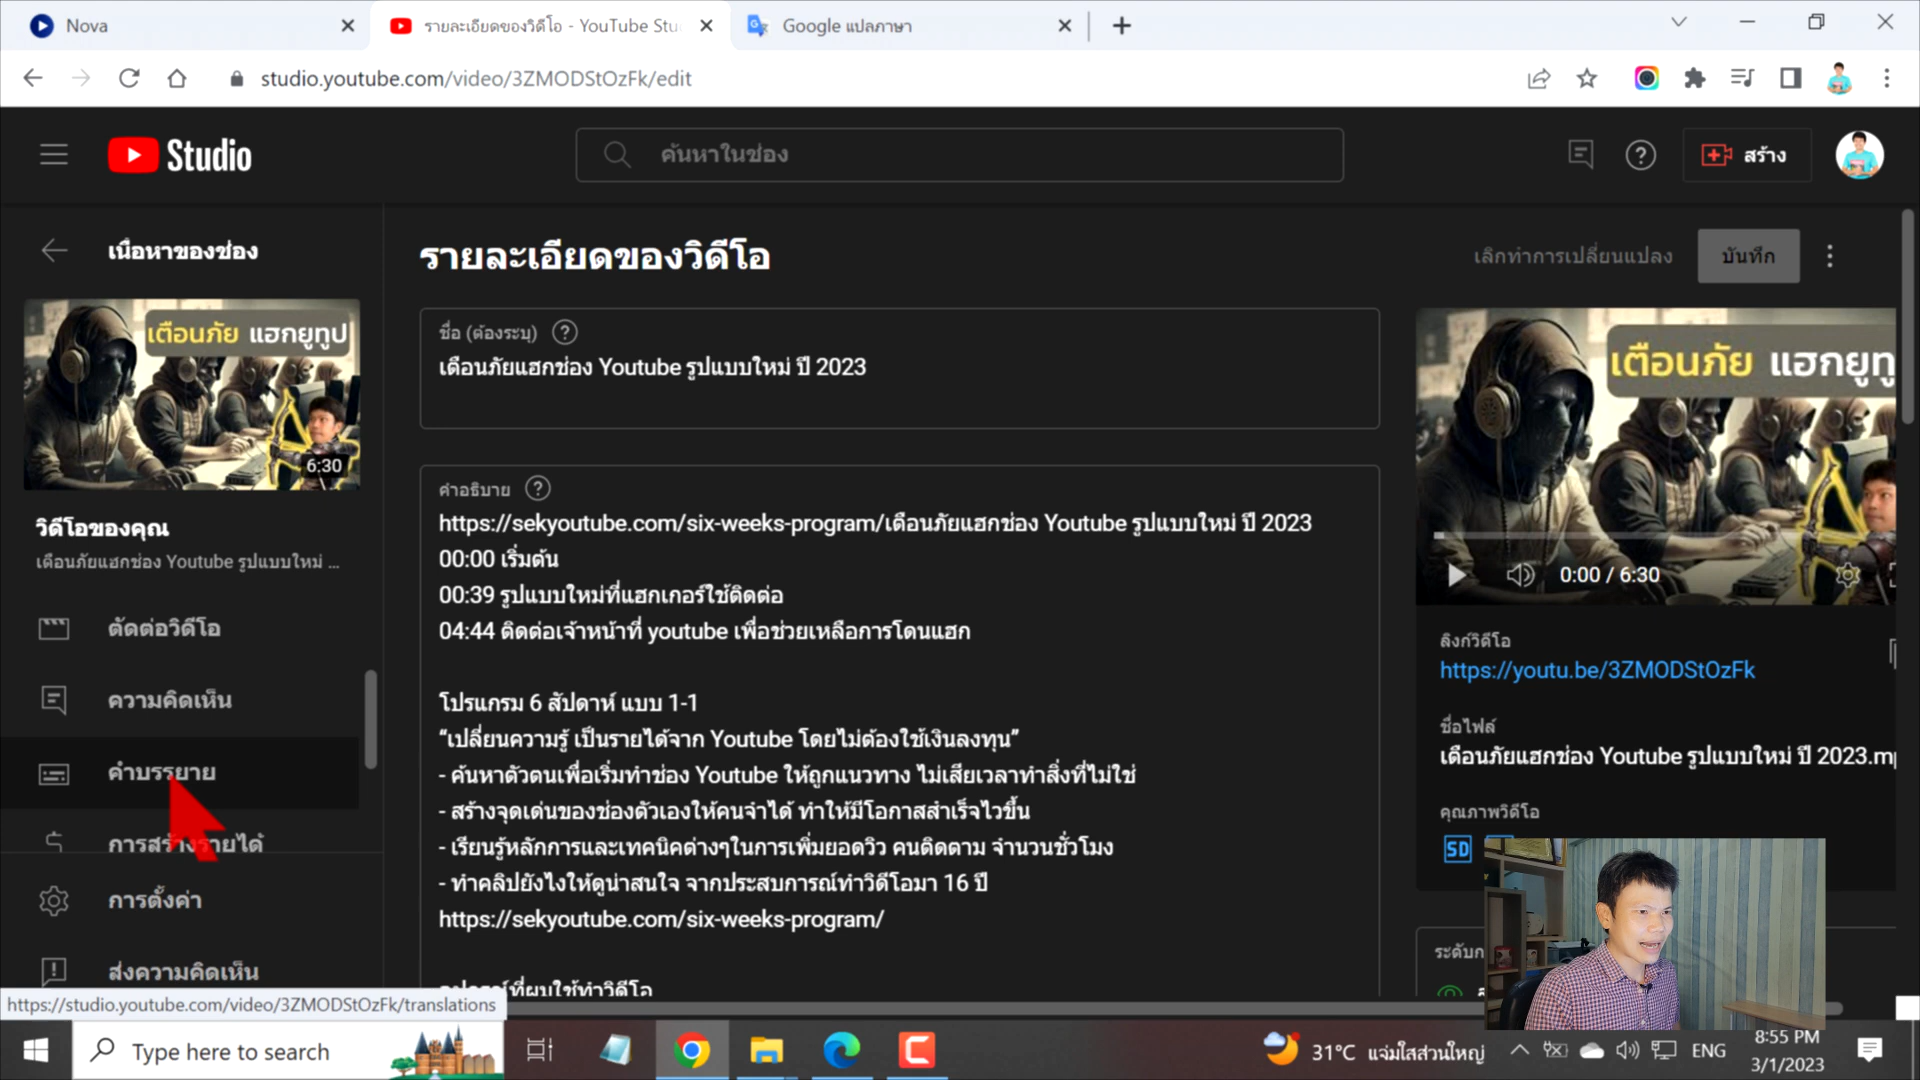 Nova
รายละเอียดของวิดีโอ - YouTube Stu
Google แปลภาษา
studio.youtube.com/video/3ZMODStOzFk/edit
Studio
ค้นหาในช่อง
สร้าง
เนื้อหาของช่อง
รายละเอียดของวิดีโอ
เลิกทำการเปลี่ยนแปลง
บันทึก
เตือนภัย แฮกยูทูป
6:30
ชื่อ (ต้องระบุ)
เตือนภัยแฮกช่อง Youtube รูปแบบใหม่ ปี 2023
เตือนภัย แฮกยูท
0:00 / 6:30
คำอธิบาย
https://sekyoutube.com/six-weeks-program/เตือนภัยแฮกช่อง Youtube รูปแบบใหม่ ปี 2023
00:00 เริ่มต้น
00:39 รูปแบบใหม่ที่แฮกเกอร์ใช้ติดต่อ
04:44 ติดต่อเจ้าหน้าที่ youtube เพื่อช่วยเหลือการโดนแฮก
โปรแกรม 6 สัปดาห์ แบบ 1-1
“เปลี่ยนความรู้ เป็นรายได้จาก Youtube โดยไม่ต้องใช้เงินลงทุน”
- ค้นหาตัวตนเพื่อเริ่มทำช่อง Youtube ให้ถูกแนวทาง ไม่เสียเวลาทำสิ่งที่ไม่ใช่
- สร้างจุดเด่นของช่องตัวเองให้คนจำได้ ทำให้มีโอกาสสำเร็จไวขึ้น
- เรียนรู้หลักการและเทคนิคต่างๆในการเพิ่มยอดวิว คนติดตาม จำนวนชั่วโมง
- ทำคลิปยังไงให้ดูน่าสนใจ จากประสบการณ์ทำวิดีโอมา 16 ปี
https://sekyoutube.com/six-weeks-program/
อุปกรณ์ที่ผมใช้ทำวิดีโอ
วิดีโอของคุณ
เตือนภัยแฮกช่อง Youtube รูปแบบใหม่ ...
ตัดต่อวิดีโอ
ความคิดเห็น
คำบรรยาย
การสร้างรายได้
การตั้งค่า
ส่งความคิดเห็น
ลิงก์วิดีโอ
https://youtu.be/3ZMODStOzFk
ชื่อไฟล์
เตือนภัยแฮกช่อง Youtube รูปแบบใหม่ ปี 2023.mp
คุณภาพวิดีโอ
SD
https://studio.youtube.com/video/3ZMODStOzFk/translations
Type here to search
31°C แจ่มใสส่วนใหญ่
ENG
8:55 PM
3/1/2023